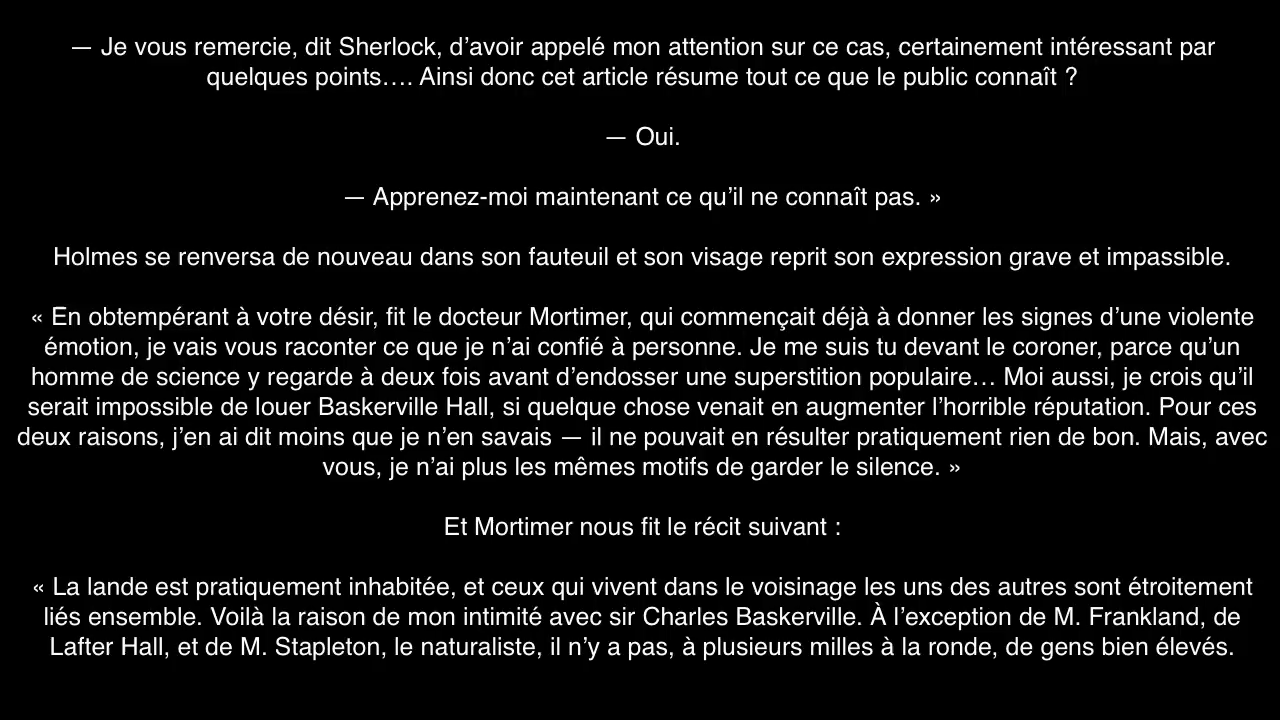 — Je vous remercie, dit Sherlock, d’avoir appelé mon attention sur ce cas, certainement intéressant par
quelques points…. Ainsi donc cet article résume tout ce que le public connaît ?
— Oui.
— Apprenez-moi maintenant ce qu’il ne connaît pas. »
Holmes se renversa de nouveau dans son fauteuil et son visage reprit son expression grave et impassible.
« En obtempérant à votre désir, fit le docteur Mortimer, qui commençait déjà à donner les signes d’une violente
émotion, je vais vous raconter ce que je n’ai confié à personne. Je me suis tu devant le coroner, parce qu’un
homme de science y regarde à deux fois avant d’endosser une superstition populaire… Moi aussi, je crois qu’il
serait impossible de louer Baskerville Hall, si quelque chose venait en augmenter l’horrible réputation. Pour ces
deux raisons, j’en ai dit moins que je n’en savais — il ne pouvait en résulter pratiquement rien de bon. Mais, avec
vous, je n’ai plus les mêmes motifs de garder le silence. »
Et Mortimer nous fit le récit suivant :
« La lande est pratiquement inhabitée, et ceux qui vivent dans le voisinage les uns des autres sont étroitement
liés ensemble. Voilà la raison de mon intimité avec sir Charles Baskerville. À l’exception de M. Frankland, de
Lafter Hall, et de M. Stapleton, le naturaliste, il n’y a pas, à plusieurs milles à la ronde, de gens bien élevés.